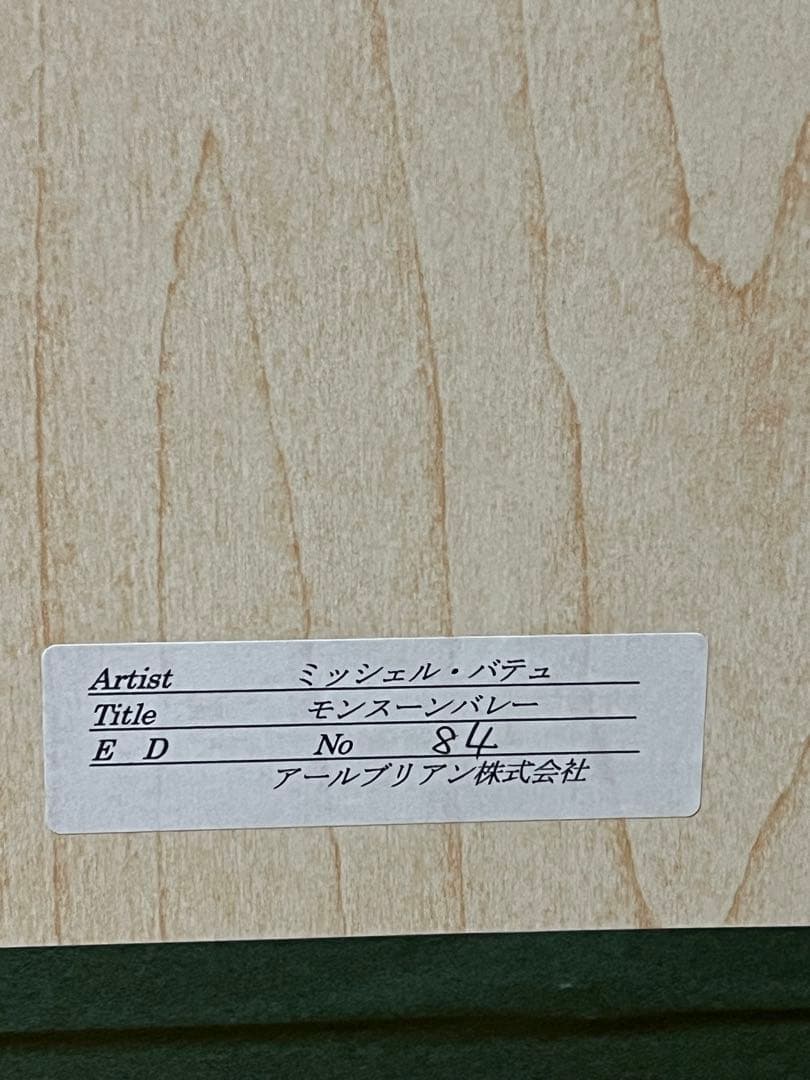 Artist ミッシェル・バテュ
Title モンスーンバレー
E D No 84
アールブリアン株式会社